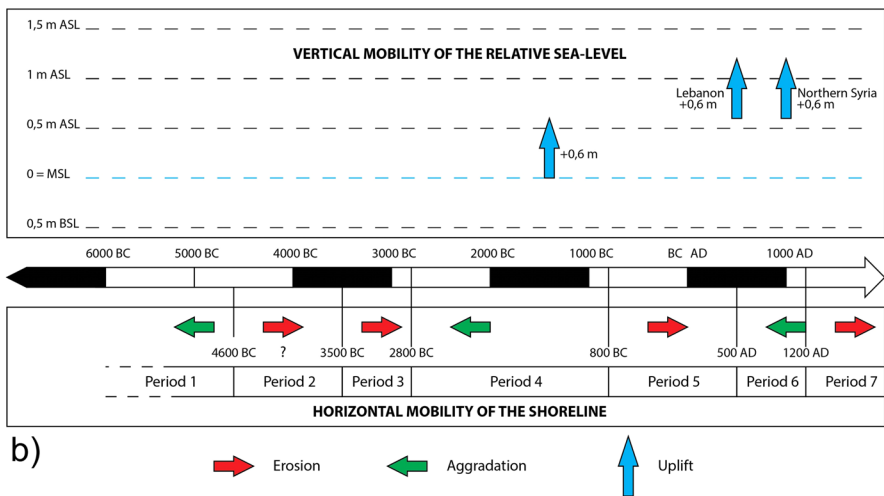 1,5 m ASL
VERTICAL MOBILITY OF THE RELATIVE SEA-LEVEL
1 m ASL
Lebanon
+0,6 m
Northern Syria
+0,6 m
0,5 m ASL
+0,6 m
0 = MSL
0,5 m BSL
6000 BC 5000 BC 4000 BC 3000 BC 2000 BC 1000 BC BC AD 1000 AD
4600 BC ? 3500 BC 2800 BC 800 BC 500 AD 1200 AD
Period 1 Period 2 Period 3 Period 4 Period 5 Period 6 Period 7
HORIZONTAL MOBILITY OF THE SHORELINE
b)
Erosion Aggradation Uplift